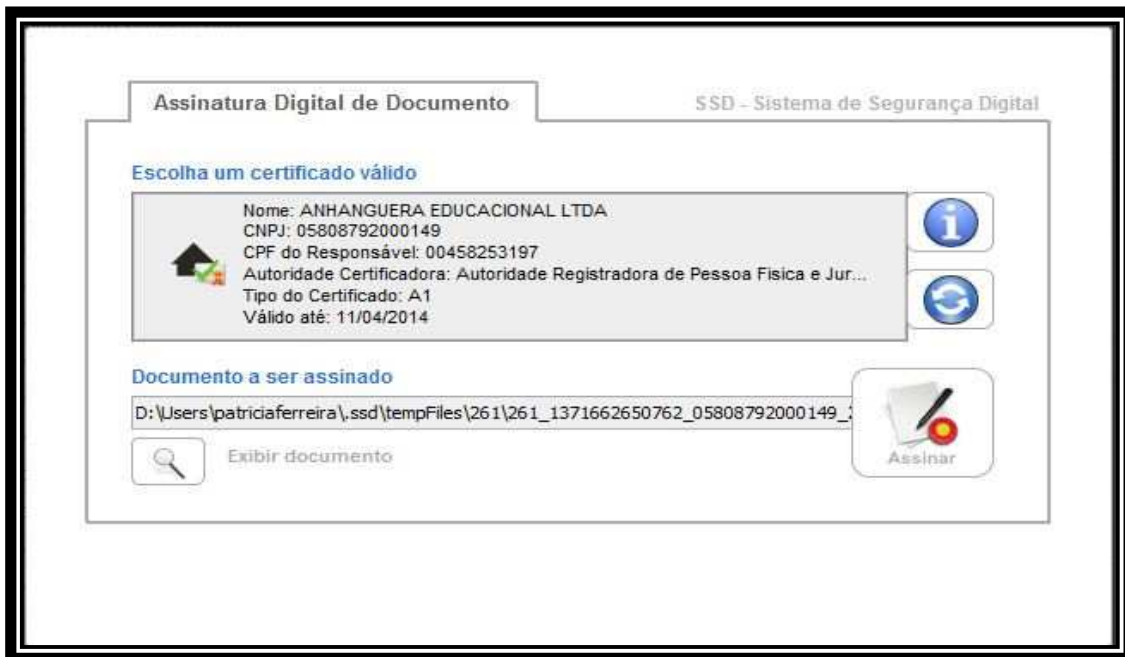 Assinatura Digital de Documento
SSD - Sistema de Segurança Digital
Escolha um certificado válido
Nome: ANHANGUERA EDUCACIONAL LTDA
CNPJ: 05808792000149
CPF do Responsável: 00458253197
Autoridade Certificadora: Autoridade Registradora de Pessoa Fisica e Jur...
Tipo do Certificado: A1
Válido até: 11/04/2014
Documento a ser assinado
D:\Users\patriciaferreira\.ssd\tempFiles\261\261_1371662650762_05808792000149_
Exibir documento
Assinar